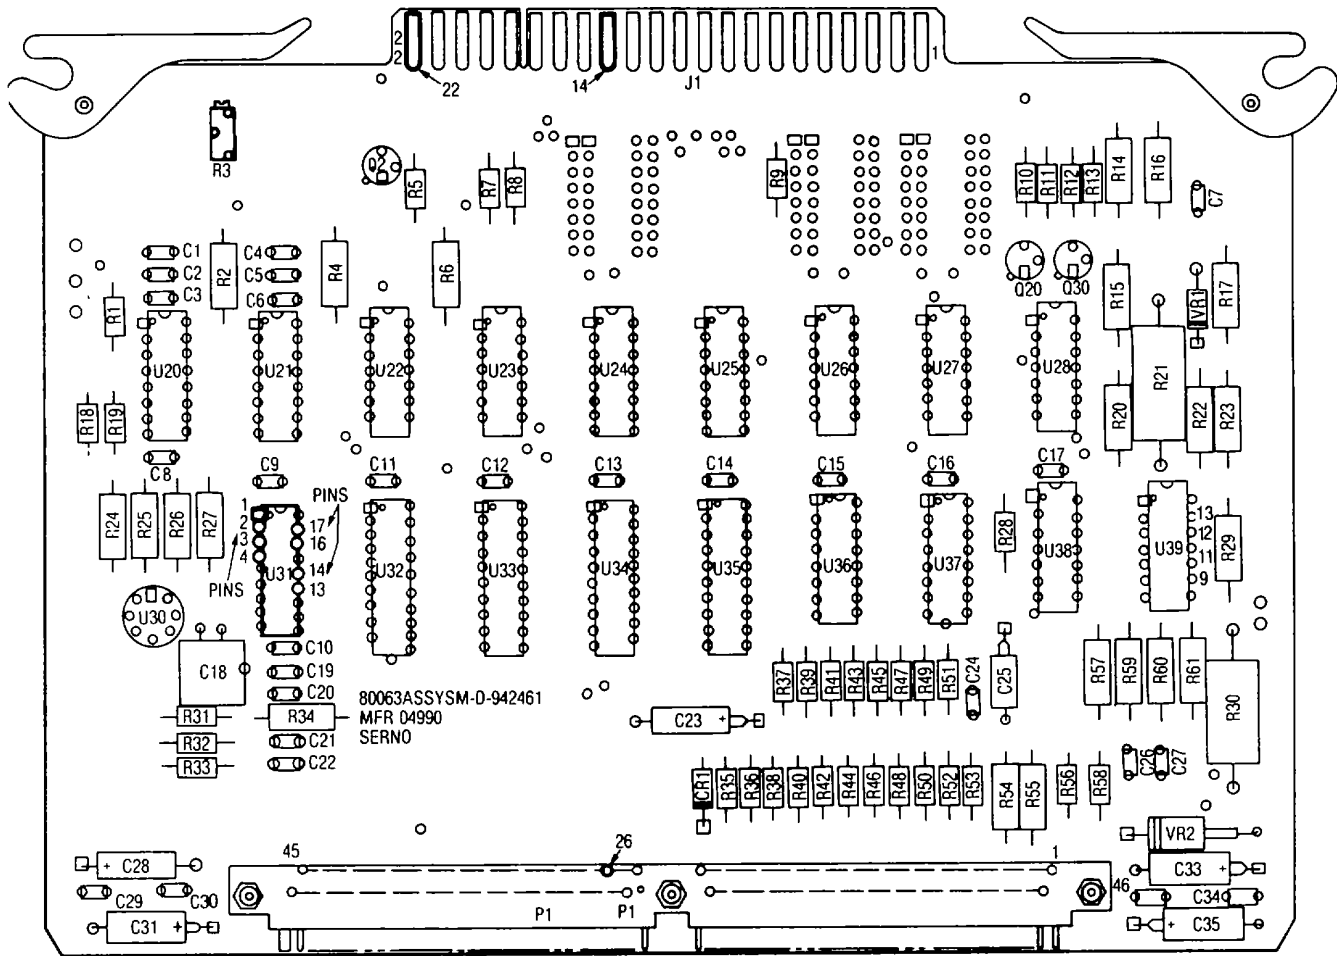 2
2
22
14
J1
1
R3
Q2
R5
R7
R8
R9
R10
R11
R12
R13
R14
R16
C7
C1
C2
C3
R2
C4
C5
C6
R4
R6
Q20
Q30
R15
VR1
R17
R1
U20
U21
U22
U23
U24
U25
U26
U27
U28
R21
R18
R19
R20
R22
R23
C8
C9
C11
C12
C13
C14
C15
C16
C17
R24
R25
R26
R27
1
2
3
4
PINS
PINS
17
16
14
13
U31
U32
U33
U34
U35
U36
U37
R28
U38
U39
13
12
11
9
R29
U30
C18
C10
C19
C20
R31
R34
R32
C21
R33
C22
80063ASSYSM-D-942461
MFR 04990
SERNO
C23
R37
R39
R41
R43
R45
R47
R49
R51
C24
C25
R57
R59
R60
R61
R30
CR1
R35
R36
R38
R40
R42
R44
R46
R48
R50
R52
R53
R54
R55
R56
R58
C26
C27
VR2
45
26
1
46
+ C28
C29
C30
C31 +
P1
P1
C33 +
C34
+ C35